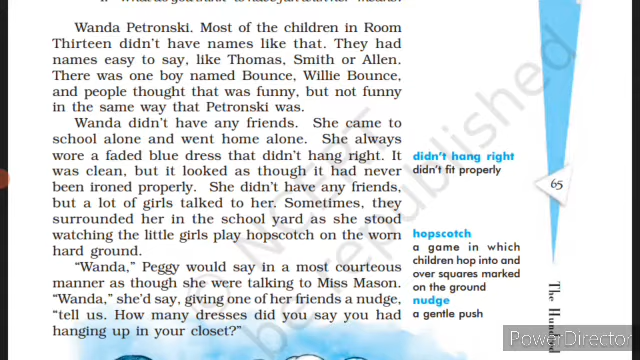 Wanda Petronski. Most of the children in Room
Thirteen didn't have names like that. They had
names easy to say, like Thomas, Smith or Allen.
There was one boy named Bounce, Willie Bounce,
and people thought that was funny, but not funny
in the same way that Petronski was.
Wanda didn't have any friends. She came to
school alone and went home alone. She always
wore a faded blue dress that didn't hang right. It
was clean, but it looked as though it had never
been ironed properly. She didn't have any friends,
but a lot of girls talked to her. Sometimes, they
surrounded her in the school yard as she stood
watching the little girls play hopscotch on the worn
hard ground.
"Wanda," Peggy would say in a most courteous
manner as though she were talking to Miss Mason.
"Wanda," she'd say, giving one of her friends a nudge,
"tell us. How many dresses did you say you had
hanging up in your closet?"
didn't hang right
didn't fit properly
hopscotch
a game in which
children hop into and
over squares marked
on the ground
nudge
a gentle push
65
The Hundred
© NCERT
be republished
PowerDirector